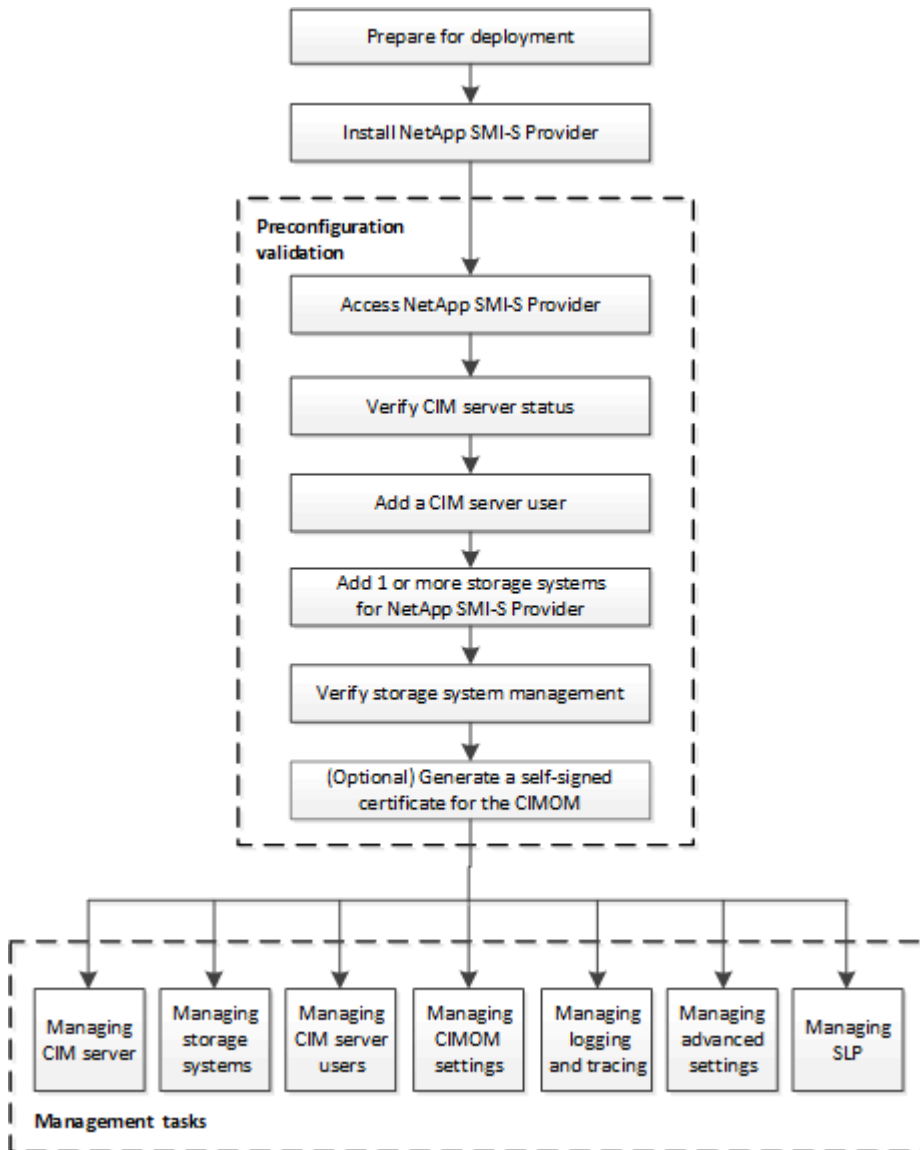 Prepare for deployment
Install NetApp SMI-S Provider
Preconfiguration
validation
Access NetApp SMI-S Provider
Verify CIM server status
Add a CIM server user
Add 1 or more storage systems
for NetApp SMI-S Provider
Verify storage system management
(Optional) Generate a self-signed
certificate for the CIMOM
Managing
CIM server
Managing
storage
systems
Managing
CIM server
users
Managing
CIMOM
settings
Managing
logging
and tracing
Managing
advanced
settings
Managing
SLP
Management tasks